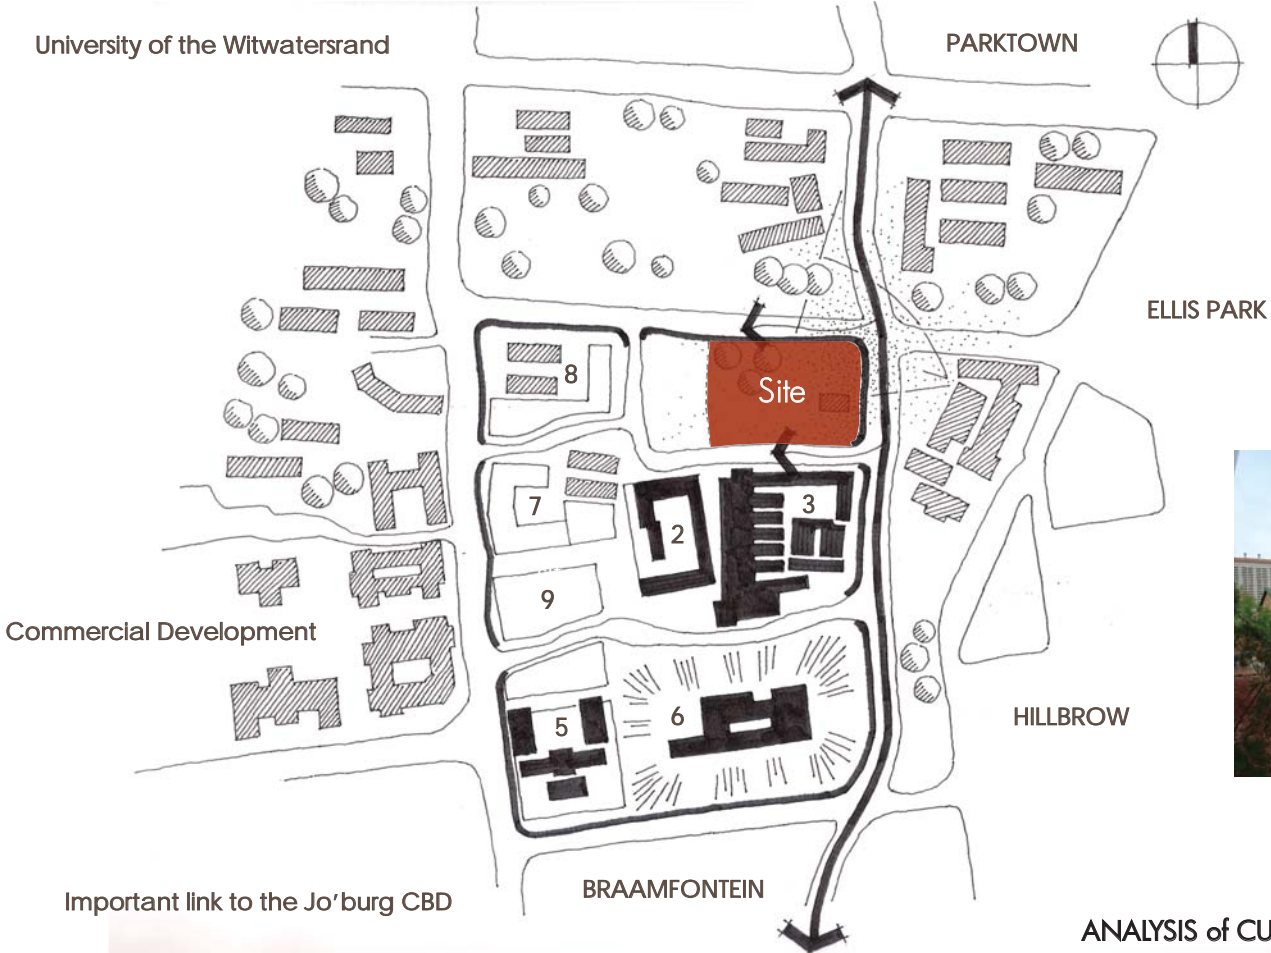 University of the Witwatersrand
PARKTOWN
ELLIS PARK
8
Site
7
2
3
9
Commercial Development
5
6
HILLBROW
BRAAMFONTEIN
Important link to the Jo'burg CBD
ANALYSIS of CU